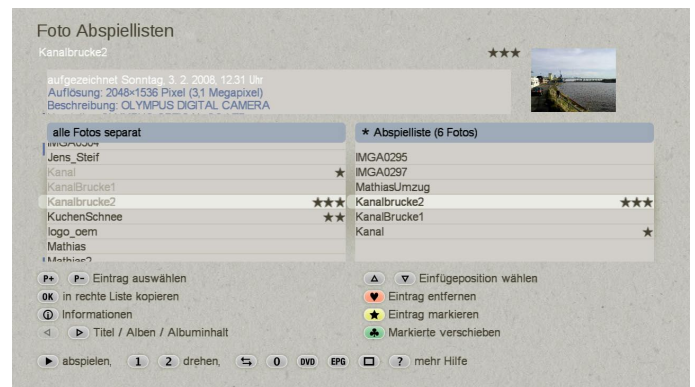 Foto Abspiellisten
Kanalbrucke2 ★★★
aufgezeichnet Sonntag, 3. 2. 2008, 12.31 Uhr
Auflösung: 2048×1536 Pixel (3,1 Megapixel)
Beschreibung: OLYMPUS DIGITAL CAMERA
alle Fotos separat
Jens_Steif
Kanal ★
KanalBrucke1
Kanalbrucke2 ★★★
KuchenSchnee ★★
logo_oem
Mathias
Mathias2
★ Abspielliste (6 Fotos)
IMGA0295
IMGA0297
MathiasUmzug
Kanalbrucke2 ★★★
KanalBrucke1
Kanal ★
P+ P− Eintrag auswählen
OK in rechte Liste kopieren
Informationen
Titel / Alben / Albuminhalt
Einfügeposition wählen
Eintrag entfernen
Eintrag markieren
Markierte verschieben
abspielen, 1 2 drehen, 0 DVD EPG ? mehr Hilfe